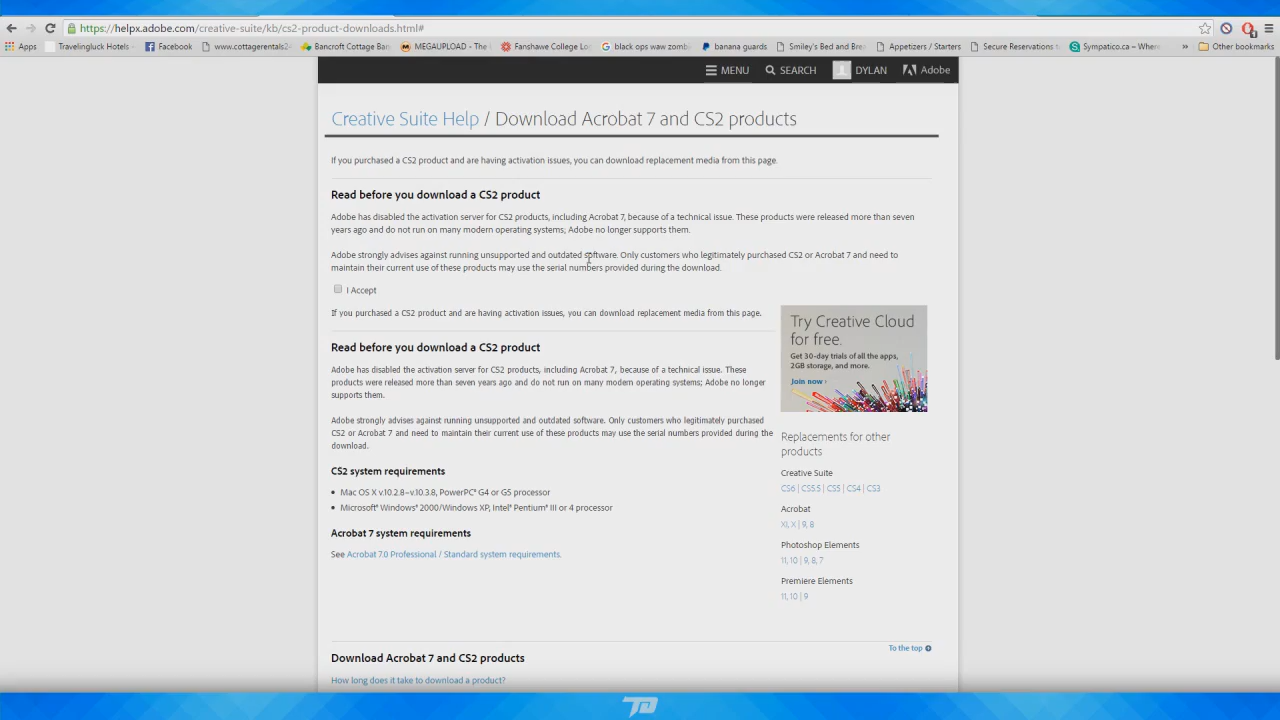 https://helpx.adobe.com/creative-suite/kb/cs2-product-downloads.html#
Apps Travelingluck Hotels Facebook www.cottagerentals2- Bancroft Cottage Ban MEGAUPLOAD - The Fanshawe College Lo black ops waw zomb banana guards Smiley's Bed and Bre Appetizers / Starters Secure Reservations Sympatico.ca – Where » Other bookmarks
MENU SEARCH DYLAN Adobe
Creative Suite Help / Download Acrobat 7 and CS2 products
If you purchased a CS2 product and are having activation issues, you can download replacement media from this page.
Read before you download a CS2 product
Adobe has disabled the activation server for CS2 products, including Acrobat 7, because of a technical issue. These products were released more than seven
years ago and do not run on many modern operating systems; Adobe no longer supports them.
Adobe strongly advises against running unsupported and outdated software. Only customers who legitimately purchased CS2 or Acrobat 7 and need to
maintain their current use of these products may use the serial numbers provided during the download.
I Accept
If you purchased a CS2 product and are having activation issues, you can download replacement media from this page.
Read before you download a CS2 product
Adobe has disabled the activation server for CS2 products, including Acrobat 7, because of a technical issue. These
products were released more than seven years ago and do not run on many modern operating systems; Adobe no longer
supports them.
Adobe strongly advises against running unsupported and outdated software. Only customers who legitimately purchased
CS2 or Acrobat 7 and need to maintain their current use of these products may use the serial numbers provided during the
download.
CS2 system requirements
• Mac OS X v.10.2.8–v.10.3.8, PowerPC® G4 or G5 processor
• Microsoft® Windows® 2000/Windows XP, Intel® Pentium® III or 4 processor
Acrobat 7 system requirements
See Acrobat 7.0 Professional / Standard system requirements.
Try Creative Cloud
for free.
Get 30-day trials of all the apps,
2GB storage, and more.
Join now ›
Replacements for other
products
Creative Suite
CS6 | CS5.5 | CS5 | CS4 | CS3
Acrobat
XI, X | 9, 8
Photoshop Elements
11, 10 | 9, 8, 7
Premiere Elements
11, 10 | 9
To the top
Download Acrobat 7 and CS2 products
How long does it take to download a product?
TD